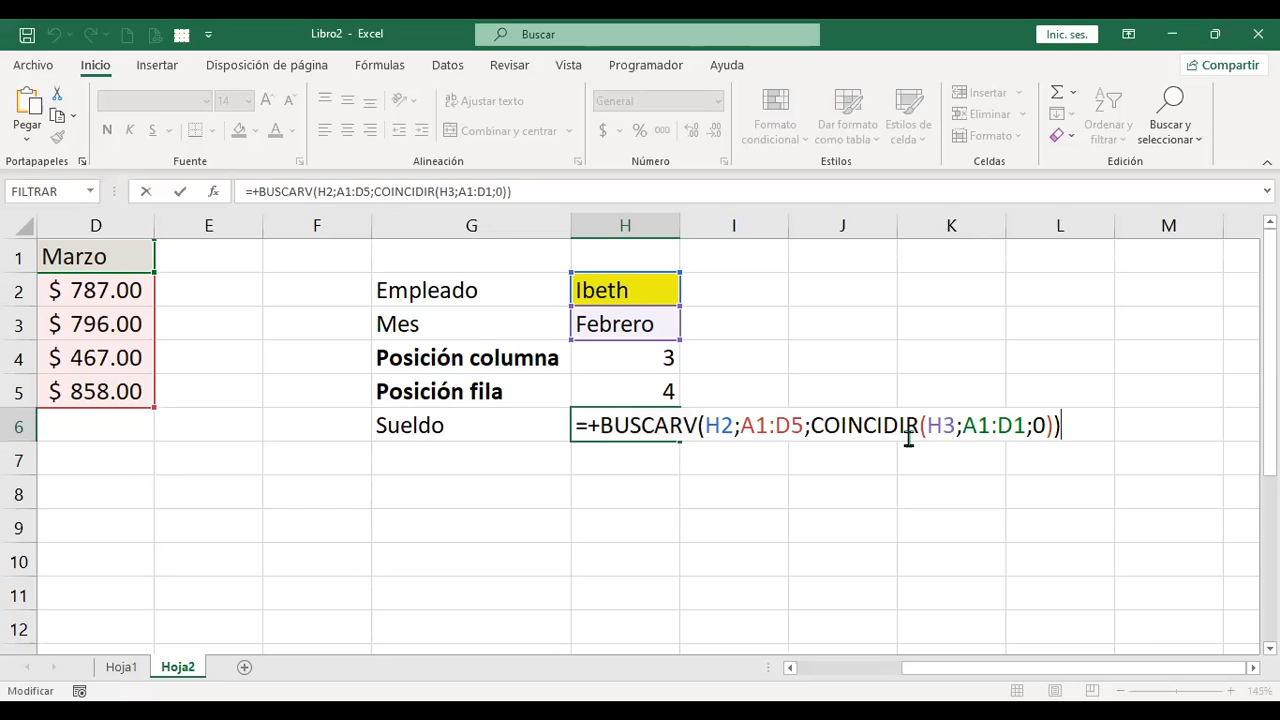 Libro2 - Excel
Buscar
Inic. ses.
Archivo Inicio Insertar Disposición de página Fórmulas Datos Revisar Vista Programador Ayuda
Compartir
Pegar
14
Ajustar texto
General
Formato condicional
Dar formato como tabla
Estilos de celda
Insertar
Eliminar
Formato
Ordenar y filtrar
Buscar y seleccionar
N K S
Combinar y centrar
$ % 000
Portapapeles Fuente Alineación Número Estilos Celdas Edición
FILTRAR
fx
=+BUSCARV(H2;A1:D5;COINCIDIR(H3;A1:D1;0))
D E F G H I J K L M
1 Marzo
2 $ 787.00 Empleado Ibeth
3 $ 796.00 Mes Febrero
4 $ 467.00 Posición columna 3
5 $ 858.00 Posición fila 4
6 Sueldo =+BUSCARV(H2;A1:D5;COINCIDIR(H3;A1:D1;0))
7
8
9
10
11
12
Hoja1 Hoja2
Modificar
145%